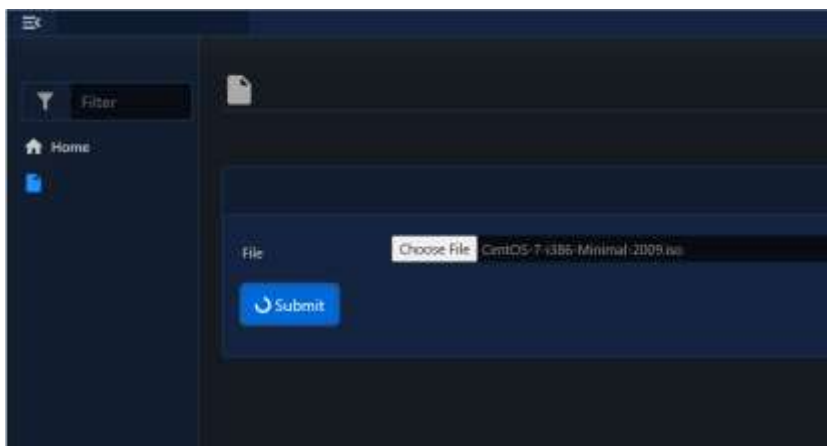 Filter
Home
File
Choose File CentOS-7-i386-Minimal-2009.iso
Submit